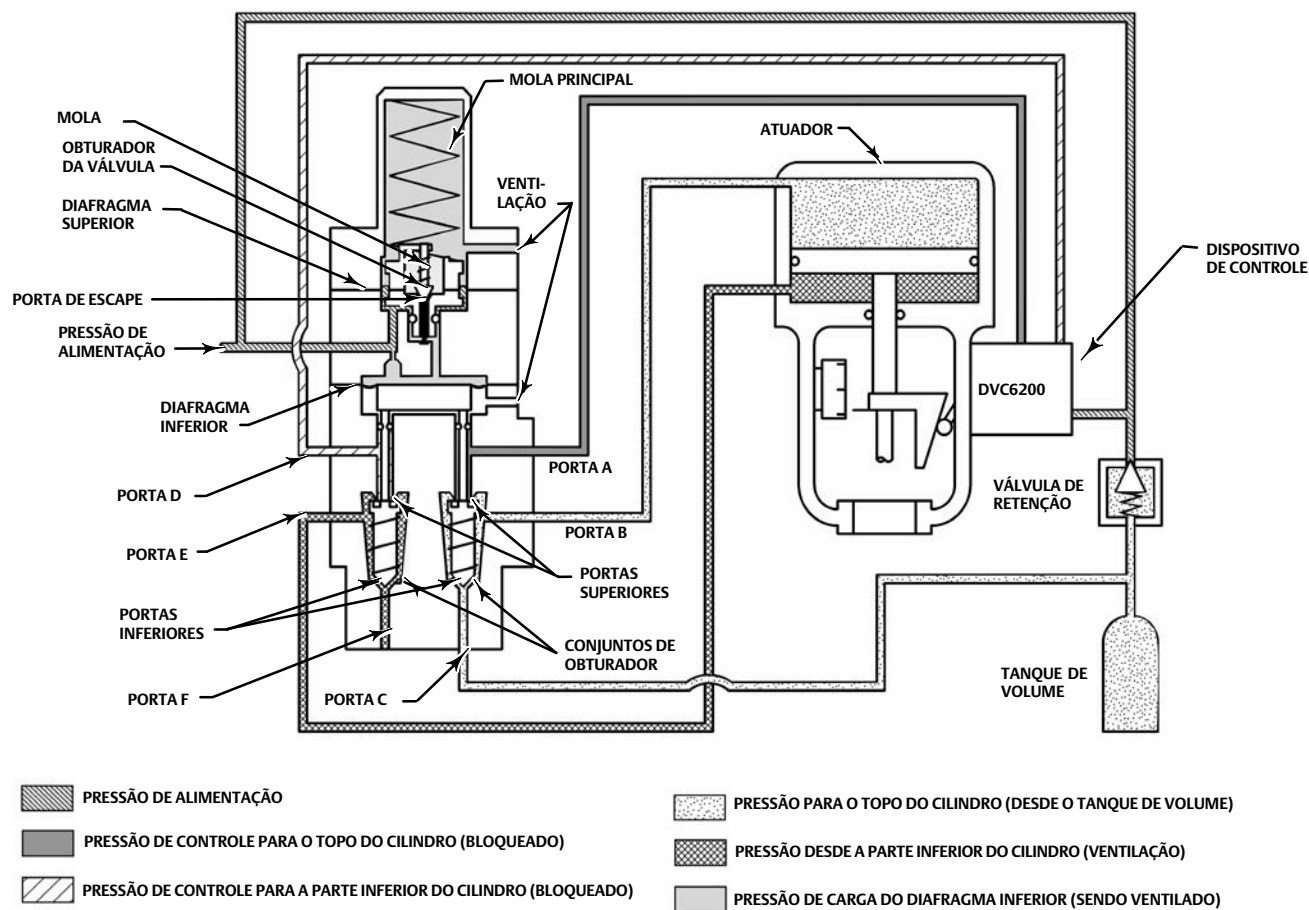 MOLA PRINCIPAL
MOLA
OBTURADOR
DA VÁLVULA
DIAFRAGMA
SUPERIOR
PORTA DE ESCAPE
PRESSÃO DE
ALIMENTAÇÃO
VENTI-
LAÇÃO
ATUADOR
DISPOSITIVO
DE CONTROLE
DVC6200
DIAFRAGMA
INFERIOR
PORTA A
PORTA D
PORTA B
PORTA E
VÁLVULA DE
RETENÇÃO
PORTAS
SUPERIORES
PORTAS
INFERIORES
CONJUNTOS DE
OBTURADOR
PORTA F
PORTA C
TANQUE DE
VOLUME
PRESSÃO DE ALIMENTAÇÃO
PRESSÃO DE CONTROLE PARA O TOPO DO CILINDRO (BLOQUEADO)
PRESSÃO DE CONTROLE PARA A PARTE INFERIOR DO CILINDRO (BLOQUEADO)
PRESSÃO PARA O TOPO DO CILINDRO (DESDE O TANQUE DE VOLUME)
PRESSÃO DESDE A PARTE INFERIOR DO CILINDRO (VENTILAÇÃO)
PRESSÃO DE CARGA DO DIAFRAGMA INFERIOR (SENDO VENTILADO)